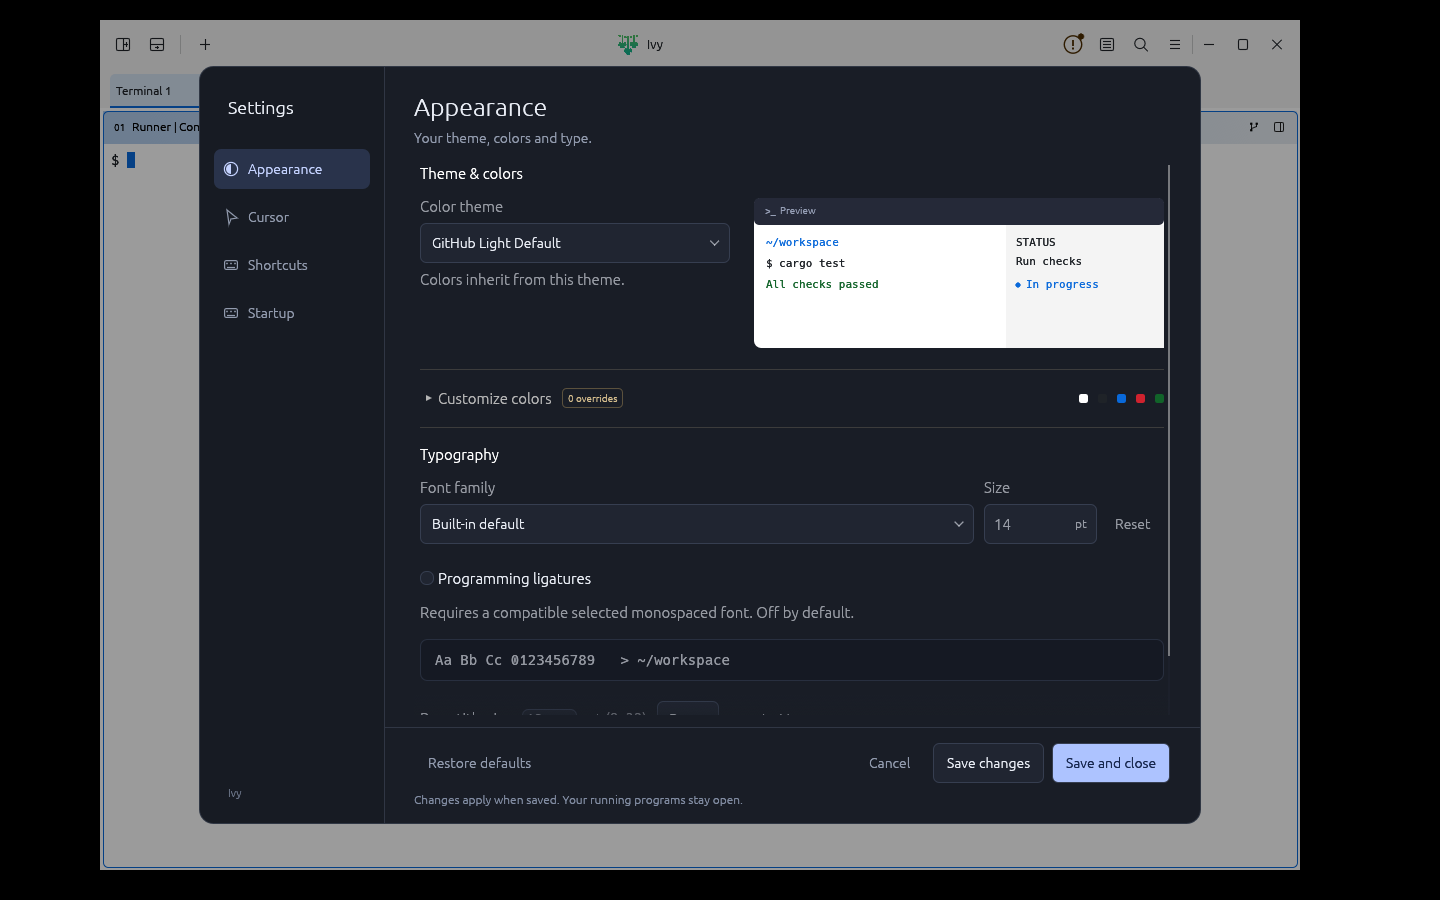 Ivy
Terminal 1
01 Runner | Con
$
Settings
Appearance
Cursor
Shortcuts
Startup
Ivy
Appearance
Your theme, colors and type.
Theme & colors
Color theme
GitHub Light Default
Colors inherit from this theme.
>_ Preview
~/workspace
$ cargo test
All checks passed
STATUS
Run checks
● In progress
Customize colors 0 overrides
Typography
Font family
Size
Built-in default
14 pt Reset
Programming ligatures
Requires a compatible selected monospaced font. Off by default.
Aa Bb Cc 0123456789 > ~/workspace
Restore defaults
Cancel
Save changes
Save and close
Changes apply when saved. Your running programs stay open.